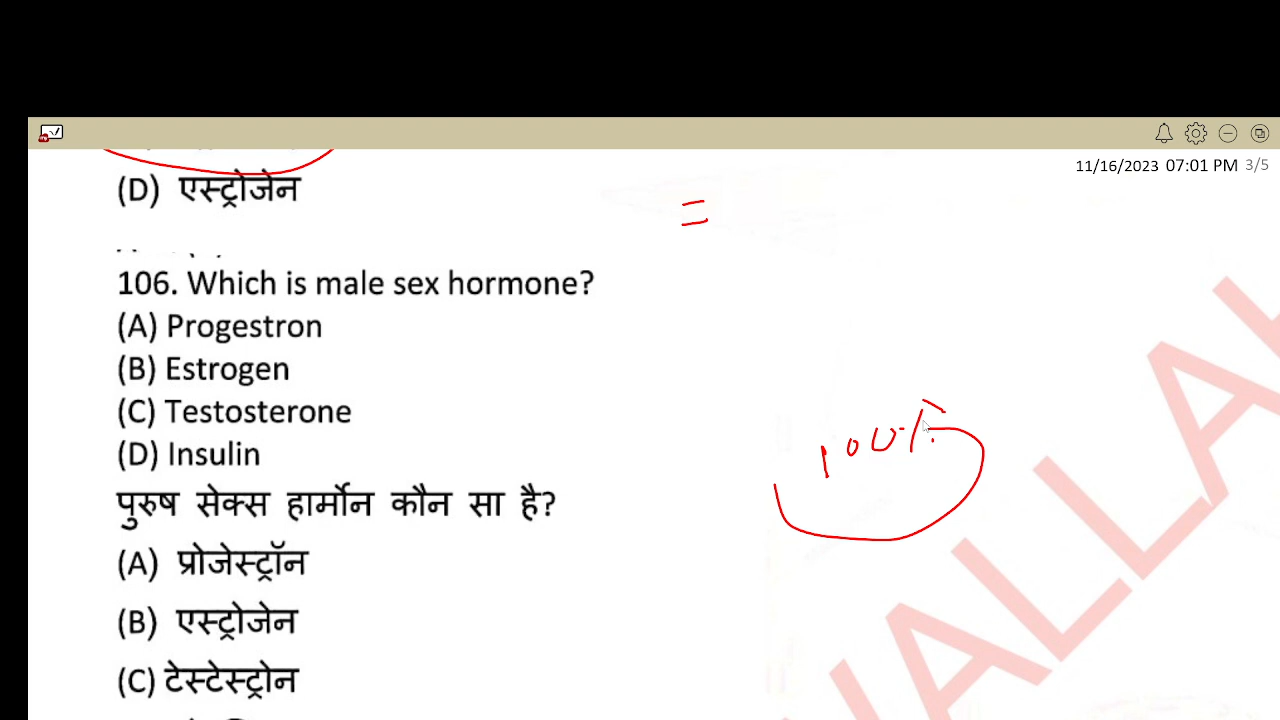 11/16/2023 07:01 PM 3/5
(D) एस्ट्रोजेन
=
106. Which is male sex hormone?
(A) Progestron
(B) Estrogen
(C) Testosterone
(D) Insulin
100%
पुरुष सेक्स हार्मोन कौन सा है?
(A) प्रोजेस्ट्रॉन
(B) एस्ट्रोजेन
(C) टेस्टेस्ट्रोन